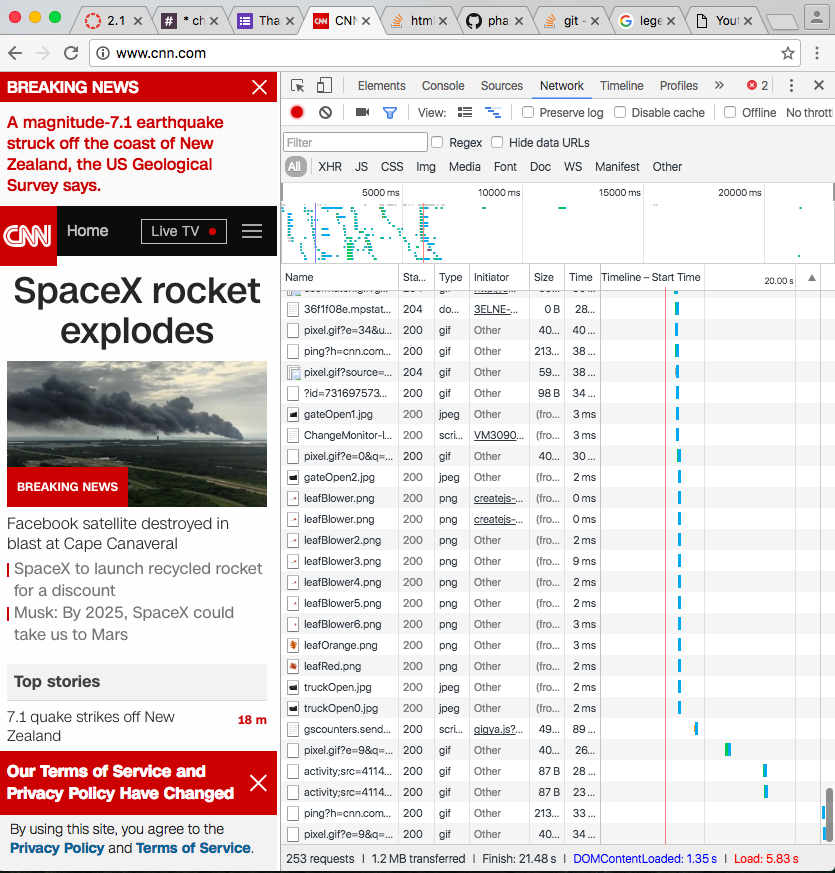 2.1
* ch
Tha
CNN
html
pha
git -
lege
Yout
www.cnn.com
BREAKING NEWS
A magnitude-7.1 earthquake
struck off the coast of New
Zealand, the US Geological
Survey says.
CNN
Home
Live TV
SpaceX rocket
explodes
BREAKING NEWS
Facebook satellite destroyed in
blast at Cape Canaveral
SpaceX to launch recycled rocket
for a discount
Musk: By 2025, SpaceX could
take us to Mars
Top stories
7.1 quake strikes off New
Zealand
18 m
Our Terms of Service and
Privacy Policy Have Changed
By using this site, you agree to the
Privacy Policy and Terms of Service.
Elements Console Sources Network Timeline Profiles » 2
View: Preserve log Disable cache Offline No thrott
Filter Regex Hide data URLs
All XHR JS CSS Img Media Font Doc WS Manifest Other
5000 ms 10000 ms 15000 ms 20000 ms
Name Sta... Type Initiator Size Time Timeline – Start Time 20.00 s
36f1f08e.mpstat... 204 do... 3ELNE-... 0 B 28...
pixel.gif?e=34&u... 200 gif Other 40... 40 ...
ping?h=cnn.com... 200 gif Other 213... 38 ...
pixel.gif?source=... 204 gif Other 59... 38 ...
?id=731697573... 200 gif Other 98 B 34 ...
gateOpen1.jpg 200 jpeg Other (fro... 3 ms
ChangeMonitor-l... 200 scri... VM3090... (fro... 3 ms
pixel.gif?e=0&q=... 200 gif Other 40... 30 ...
gateOpen2.jpg 200 jpeg Other (fro... 2 ms
leafBlower.png 200 png createjs-... (fro... 0 ms
leafBlower.png 200 png createjs-... (fro... 0 ms
leafBlower2.png 200 png Other (fro... 2 ms
leafBlower3.png 200 png Other (fro... 9 ms
leafBlower4.png 200 png Other (fro... 2 ms
leafBlower5.png 200 png Other (fro... 2 ms
leafBlower6.png 200 png Other (fro... 3 ms
leafOrange.png 200 png Other (fro... 3 ms
leafRed.png 200 png Other (fro... 2 ms
truckOpen.jpg 200 jpeg Other (fro... 2 ms
truckOpen0.jpg 200 jpeg Other (fro... 2 ms
gscounters.send... 200 scri... gigya.js?... 49... 89 ...
pixel.gif?e=9&q=... 200 gif Other 40... 26...
activity;src=4114... 200 gif Other 87 B 28 ...
activity;src=4114... 200 gif Other 87 B 23 ...
ping?h=cnn.com... 200 gif Other 213... 33 ...
pixel.gif?e=9&q=... 200 gif Other 40... 34 ...
253 requests | 1.2 MB transferred | Finish: 21.48 s | DOMContentLoaded: 1.35 s | Load: 5.83 s